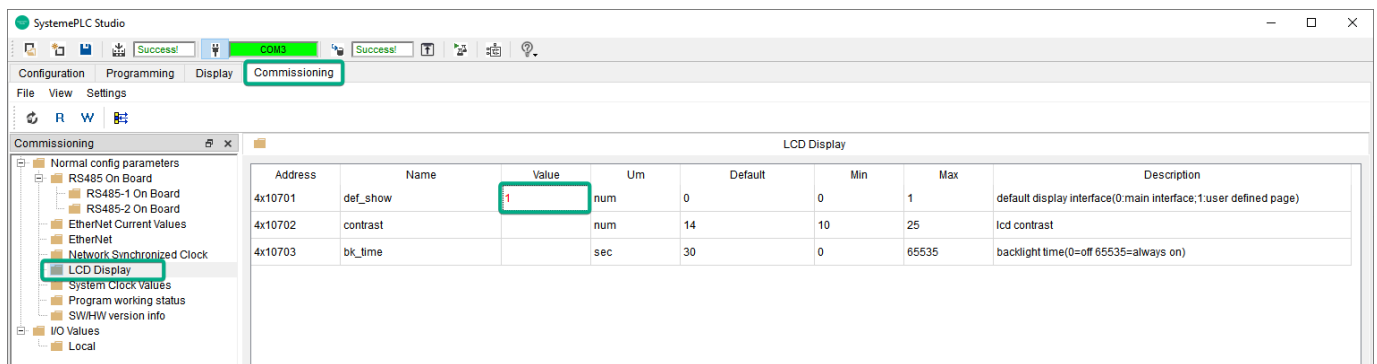 SystemePLC Studio
Success! COM3 Success!
Configuration Programming Display Commissioning
File View Settings
R W
Commissioning
LCD Display
Normal config parameters
RS485 On Board
RS485-1 On Board
RS485-2 On Board
EtherNet Current Values
EtherNet
Network Synchronized Clock
LCD Display
System Clock Values
Program working status
SW/HW version info
I/O Values
Local
Address Name Value Um Default Min Max Description
4x10701 def_show 1 num 0 0 1 default display interface(0:main interface;1:user defined page)
4x10702 contrast num 14 10 25 lcd contrast
4x10703 bk_time sec 30 0 65535 backlight time(0=off 65535=always on)